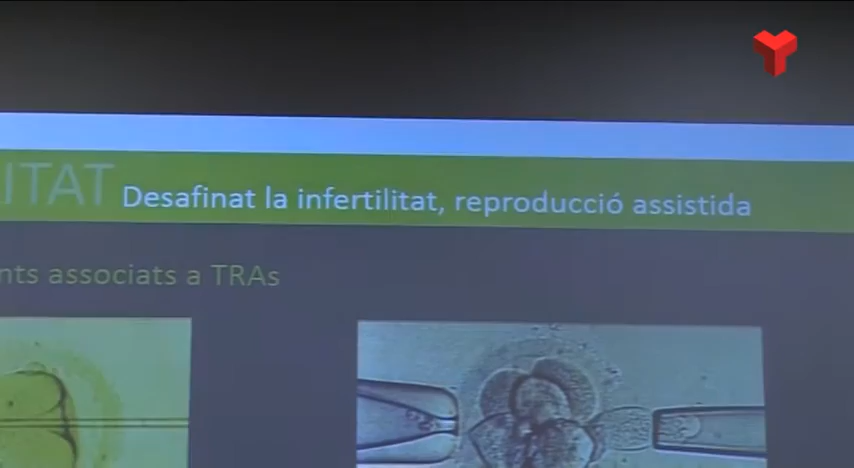 ITAT Desafinat la infertilitat, reproducció assistida
nts associats a TRAs